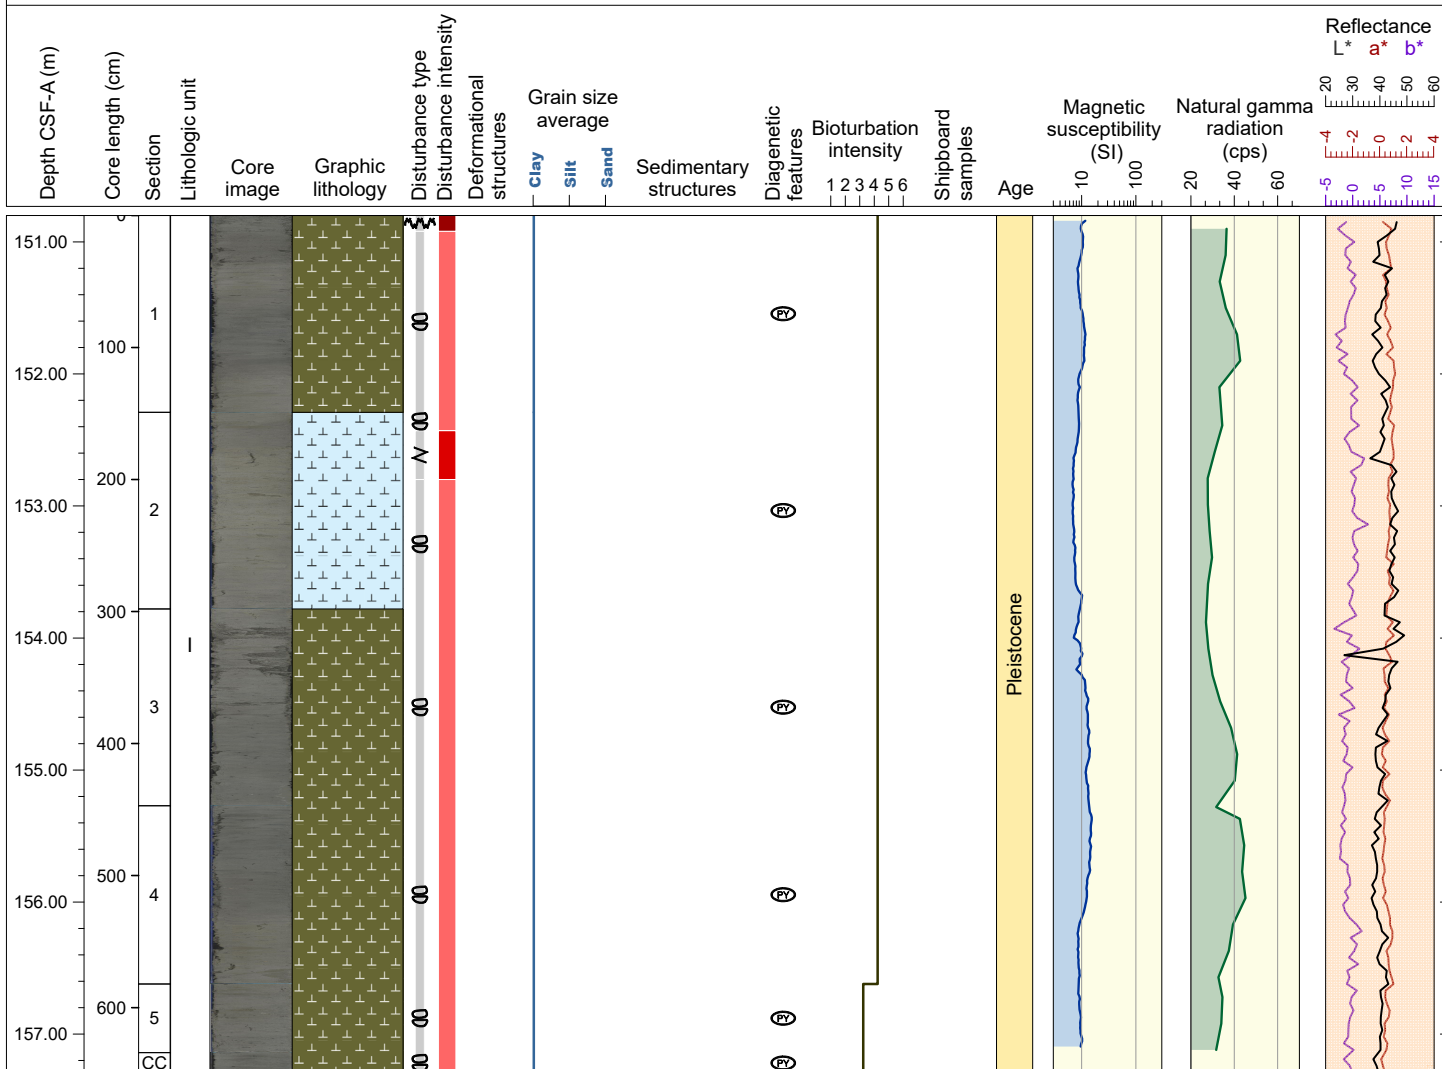 Reflectance
L* a* b*
20 30 40 50 60
-4 -2 0 2 4
-5 0 5 10 15
Depth CSF-A (m)
Core length (cm)
Section
Lithologic unit
Core
image
Graphic
lithology
Disturbance type
Disturbance intensity
Deformational
structures
Grain size
average
Clay
Silt
Sand
Sedimentary
structures
Diagenetic
features
Bioturbation
intensity
1 2 3 4 5 6
Shipboard
samples
Age
Magnetic
susceptibility
(SI)
10 100
Natural gamma
radiation
(cps)
20 40 60
0
151.00
1
PY
100
152.00
200
153.00
2
PY
300
154.00
I
Pleistocene
3
PY
400
155.00
500
4
PY
156.00
600
5
PY
157.00
CC
PY